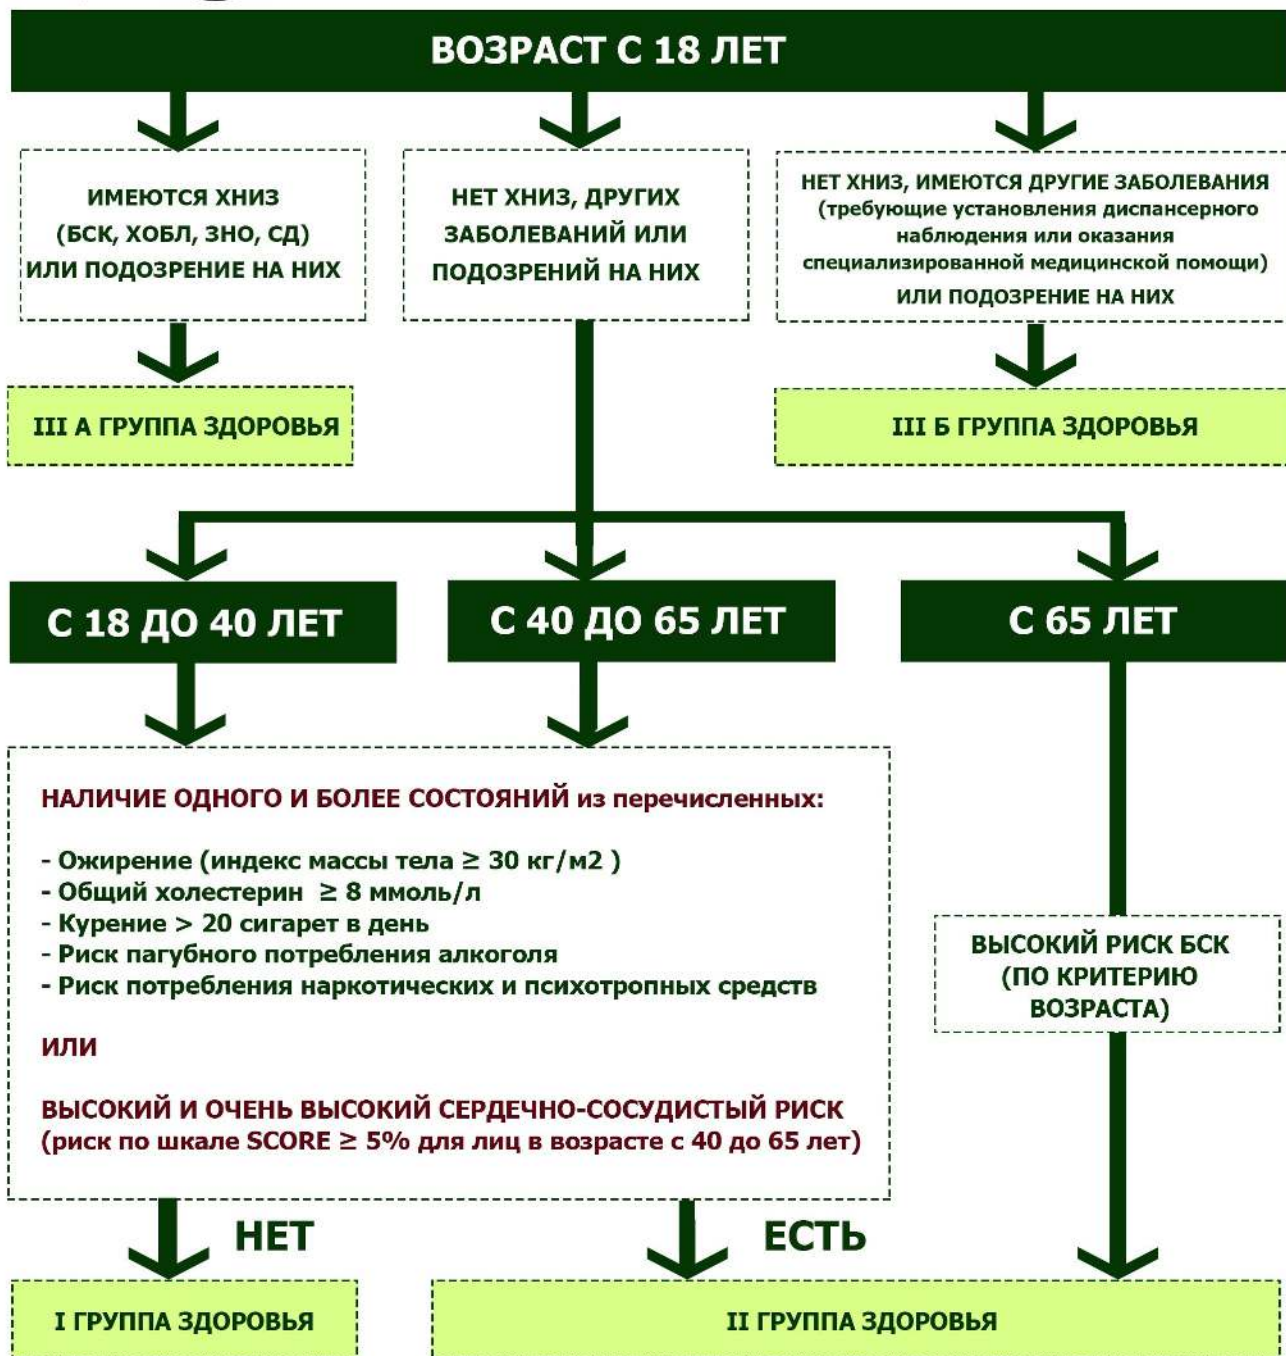 ВОЗРАСТ С 18 ЛЕТ
ИМЕЮТСЯ ХНИЗ
(БСК, ХОБЛ, ЗНО, СД)
ИЛИ ПОДОЗРЕНИЕ НА НИХ
НЕТ ХНИЗ, ДРУГИХ
ЗАБОЛЕВАНИЙ ИЛИ
ПОДОЗРЕНИЙ НА НИХ
НЕТ ХНИЗ, ИМЕЮТСЯ ДРУГИЕ ЗАБОЛЕВАНИЯ
(требующие установления диспансерного
наблюдения или оказания
специализированной медицинской помощи)
ИЛИ ПОДОЗРЕНИЕ НА НИХ
III А ГРУППА ЗДОРОВЬЯ
III Б ГРУППА ЗДОРОВЬЯ
С 18 ДО 40 ЛЕТ
С 40 ДО 65 ЛЕТ
С 65 ЛЕТ
НАЛИЧИЕ ОДНОГО И БОЛЕЕ СОСТОЯНИЙ из перечисленных:
- Ожирение (индекс массы тела ≥ 30 кг/м2 )
- Общий холестерин ≥ 8 ммоль/л
- Курение > 20 сигарет в день
- Риск пагубного потребления алкоголя
- Риск потребления наркотических и психотропных средств
ИЛИ
ВЫСОКИЙ И ОЧЕНЬ ВЫСОКИЙ СЕРДЕЧНО-СОСУДИСТЫЙ РИСК
(риск по шкале SCORE ≥ 5% для лиц в возрасте с 40 до 65 лет)
ВЫСОКИЙ РИСК БСК
(ПО КРИТЕРИЮ
ВОЗРАСТА)
НЕТ
ЕСТЬ
I ГРУППА ЗДОРОВЬЯ
II ГРУППА ЗДОРОВЬЯ